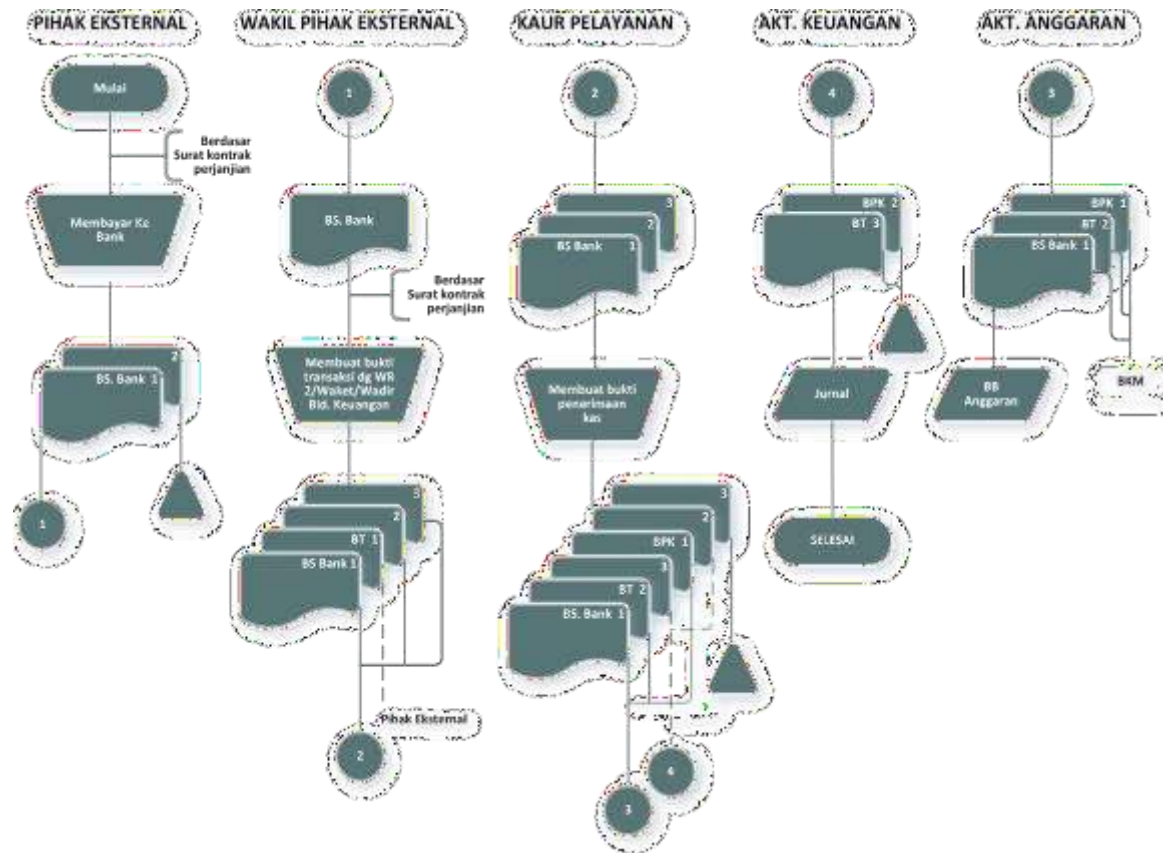 PIHAK EKSTERNAL
Mulai
Berdasar
Surat kontrak
perjanjian
Membayar Ke
Bank
2
BS. Bank 1
1
WAKIL PIHAK EKSTERNAL
1
BS. Bank
Berdasar
Surat kontrak
perjanjian
Membuat bukti
transaksi dg WR
2/Waket/Wadir
Bid. Keuangan
3
2
BT 1
BS Bank 1
Pihak Eksternal
2
KAUR PELAYANAN
2
3
2
BS Bank 1
Membuat bukti
penerimaan
kas
3
2
BPK 1
3
BT 2
BS. Bank 1
4
3
AKT. KEUANGAN
4
BPK 2
BT 3
Jurnal
SELESAI
AKT. ANGGARAN
3
BPK 1
BT 2
BS Bank 1
BB
Anggaran
BKM